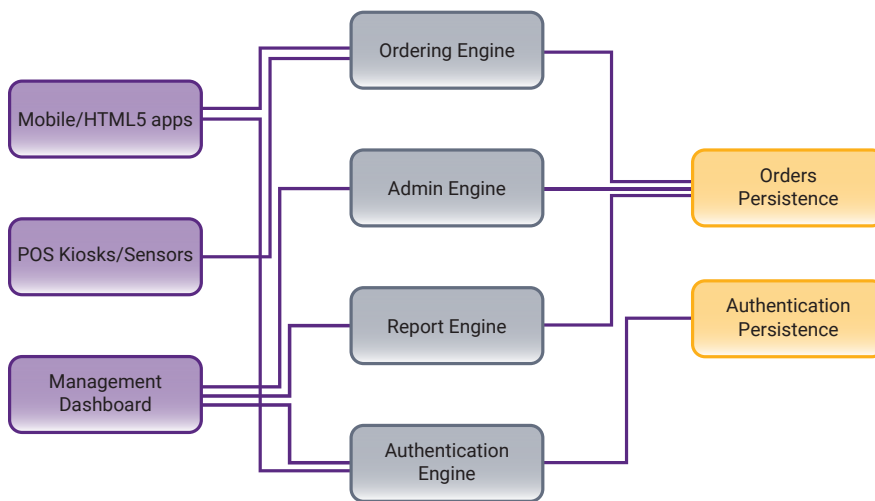 Mobile/HTML5 apps
POS Kiosks/Sensors
Management
Dashboard
Ordering Engine
Admin Engine
Report Engine
Authentication
Engine
Orders
Persistence
Authentication
Persistence